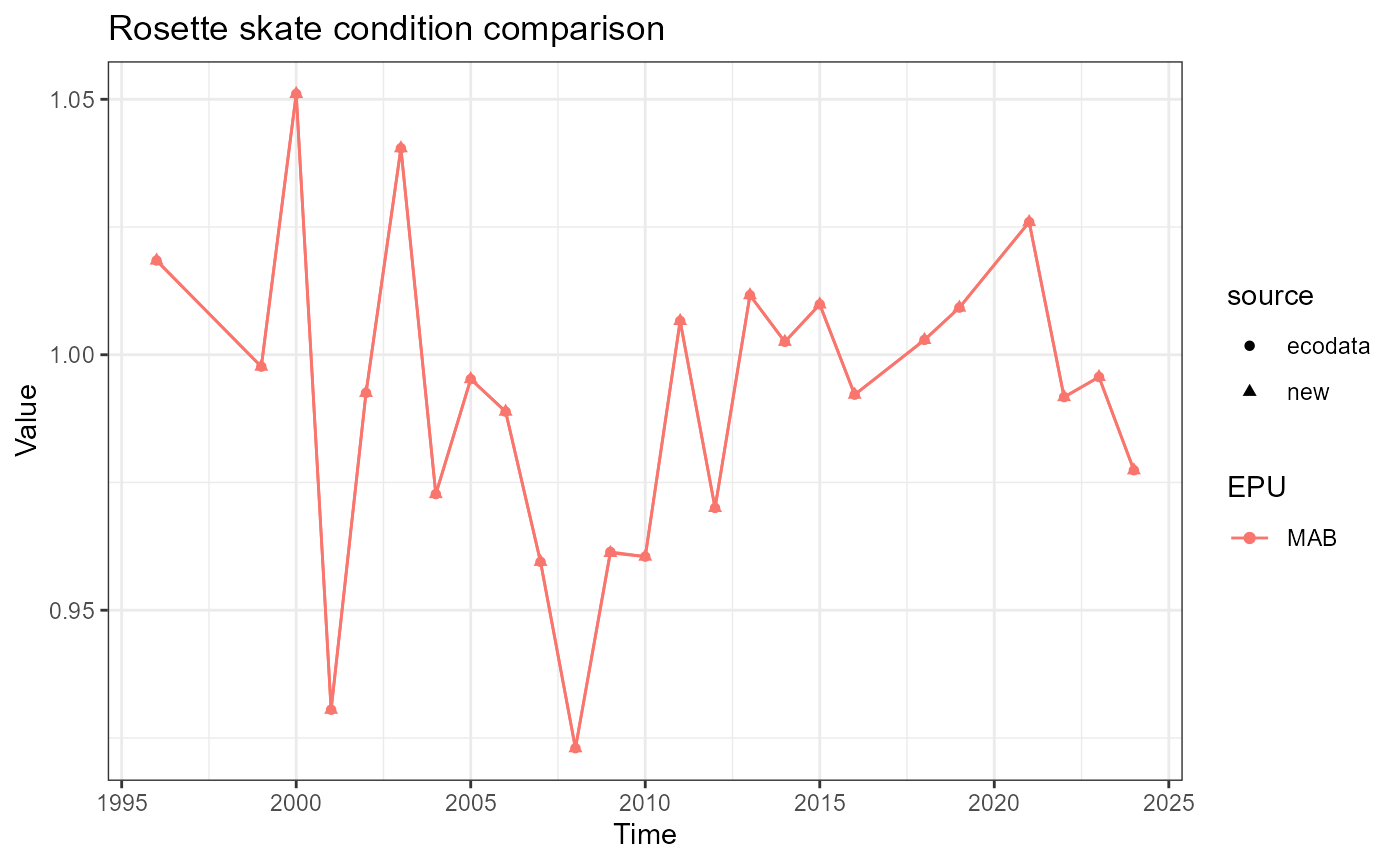 Rosette skate condition comparison
1.05
1.00
0.95
Value
1995 2000 2005 2010 2015 2020 2025
Time
source
ecodata
new
EPU
MAB